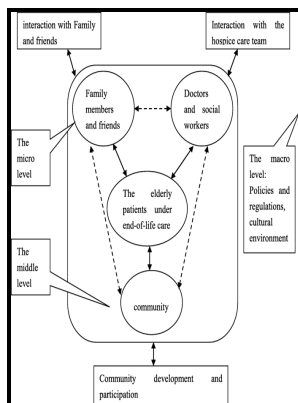 interaction with Family
and friends
Interaction with the
hospice care team
Family
members
and friends
Doctors
and social
workers
The
micro
level
The elderly
patients under
end-of-life care
The macro
level:
Policies and
regulations,
cultural
environment
The
middle
level
community
Community development and
participation